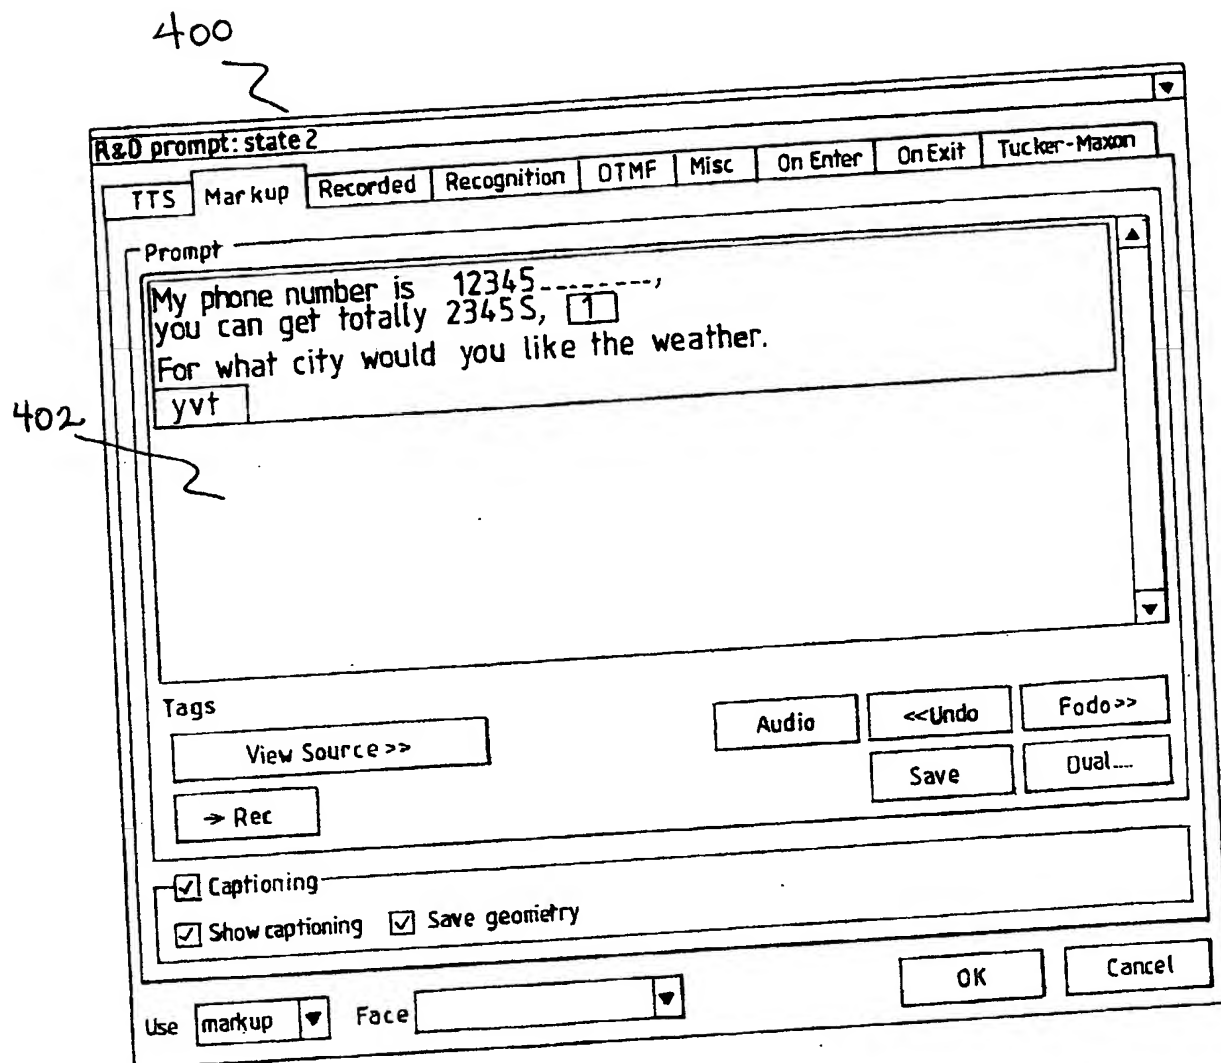 400
R&D prompt: state 2
TTS Markup Recorded Recognition OTMF Misc On Enter On Exit Tucker-Maxon
Prompt
My phone number is 12345--------,
you can get totally 2345S, 1
For what city would you like the weather.
yvt
402
Tags
Audio <<Undo Fodo>>
View Source >>
Save Dual....
→ Rec
Captioning
Show captioning Save geometry
OK Cancel
Use markup Face